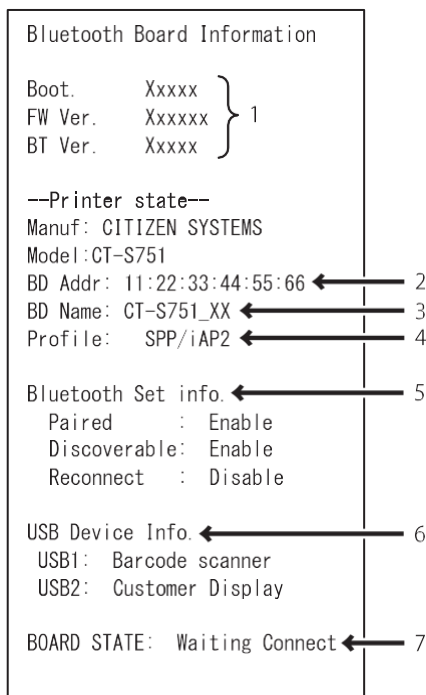 Bluetooth Board Information
Boot. Xxxxx
FW Ver. Xxxxxx
BT Ver. Xxxxx
1
--Printer state--
Manuf: CITIZEN SYSTEMS
Model:CT-S751
BD Addr: 11:22:33:44:55:66 2
BD Name: CT-S751_XX 3
Profile: SPP/iAP2 4
Bluetooth Set info. 5
Paired : Enable
Discoverable: Enable
Reconnect : Disable
USB Device Info. 6
USB1: Barcode scanner
USB2: Customer Display
BOARD STATE: Waiting Connect 7